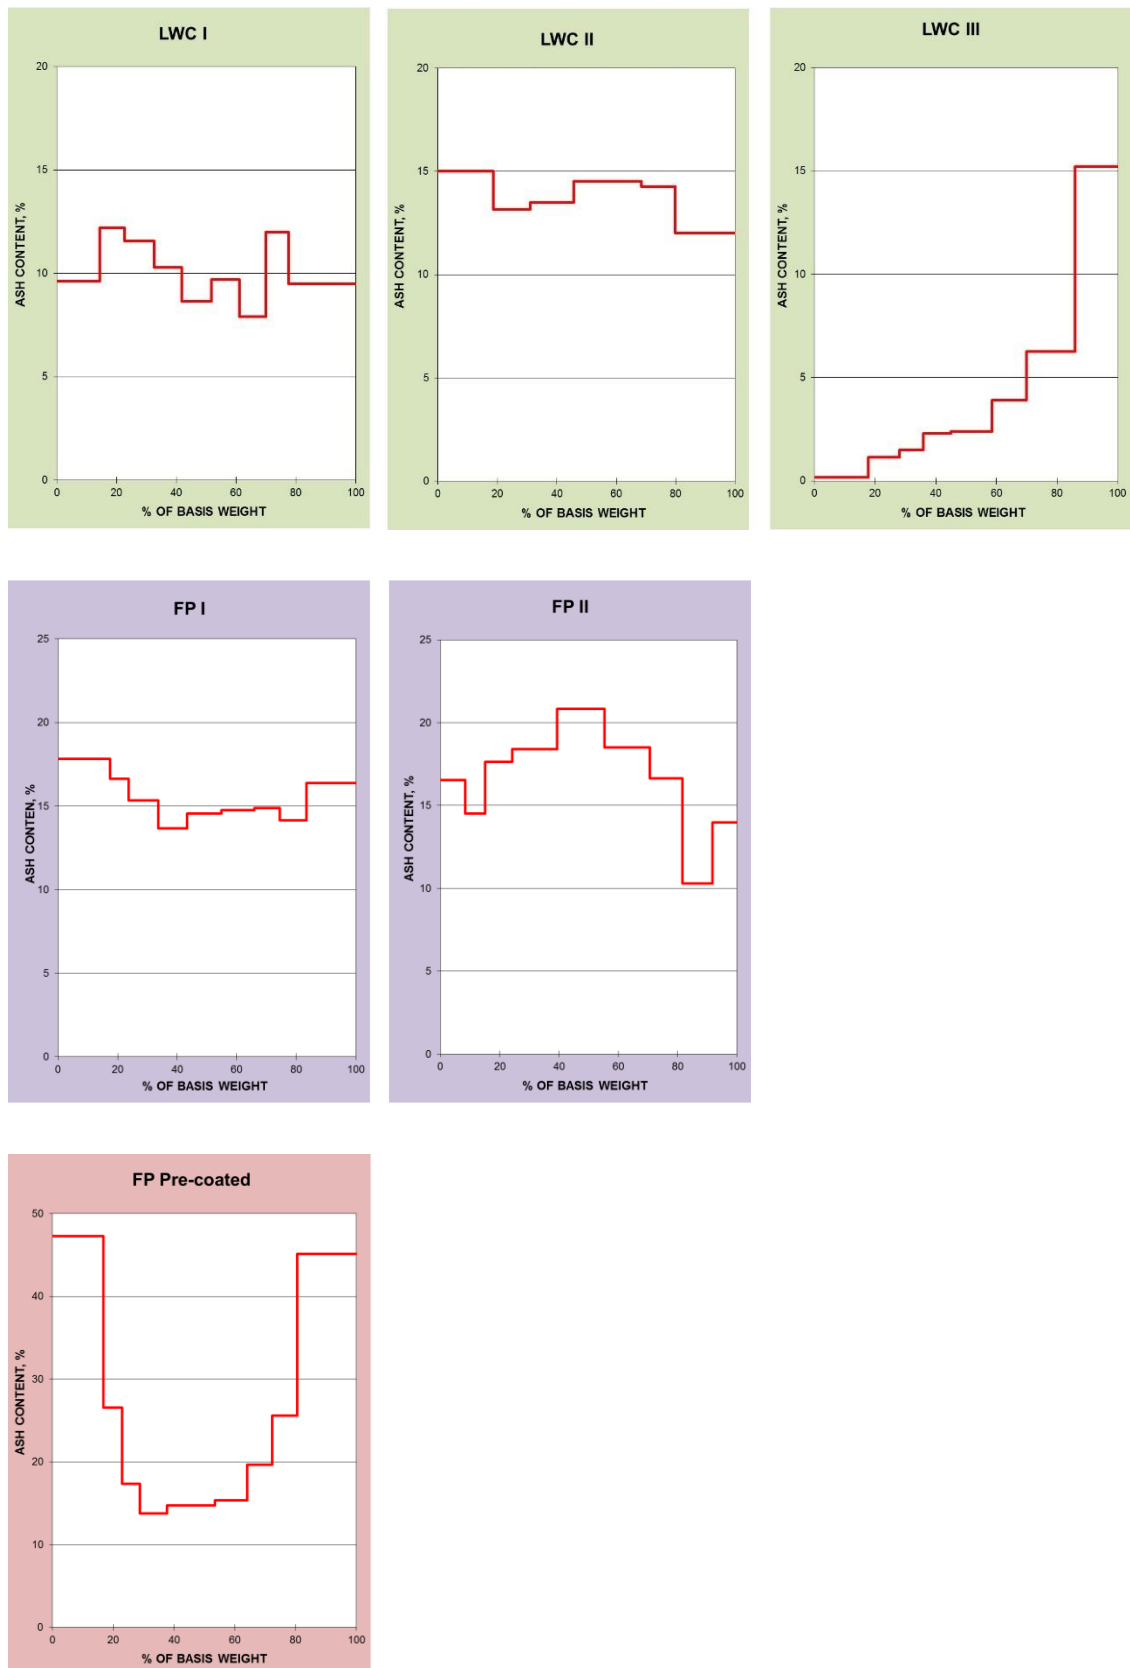 LWC I
20
15
10
5
0
ASH CONTENT, %
0 20 40 60 80 100
% OF BASIS WEIGHT
LWC II
20
15
10
5
0
ASH CONTENT, %
0 10 20 30 40 50 60 70 80 90 100
% OF BASIS WEIGHT
LWC III
20
15
10
5
0
ASH CONTENT, %
0 20 40 60 80 100
% OF BASIS WEIGHT
FP I
25
20
15
10
5
0
ASH CONTEN, %
0 20 40 60 80 100
% OF BASIS WEIGHT
FP II
25
20
15
10
5
0
ASH CONTENT, %
0 20 40 60 80 100
% OF BASIS WEIGHT
FP Pre-coated
50
40
30
20
10
0
ASH CONTENT, %
0 20 40 60 80 100
% OF BASIS WEIGHT